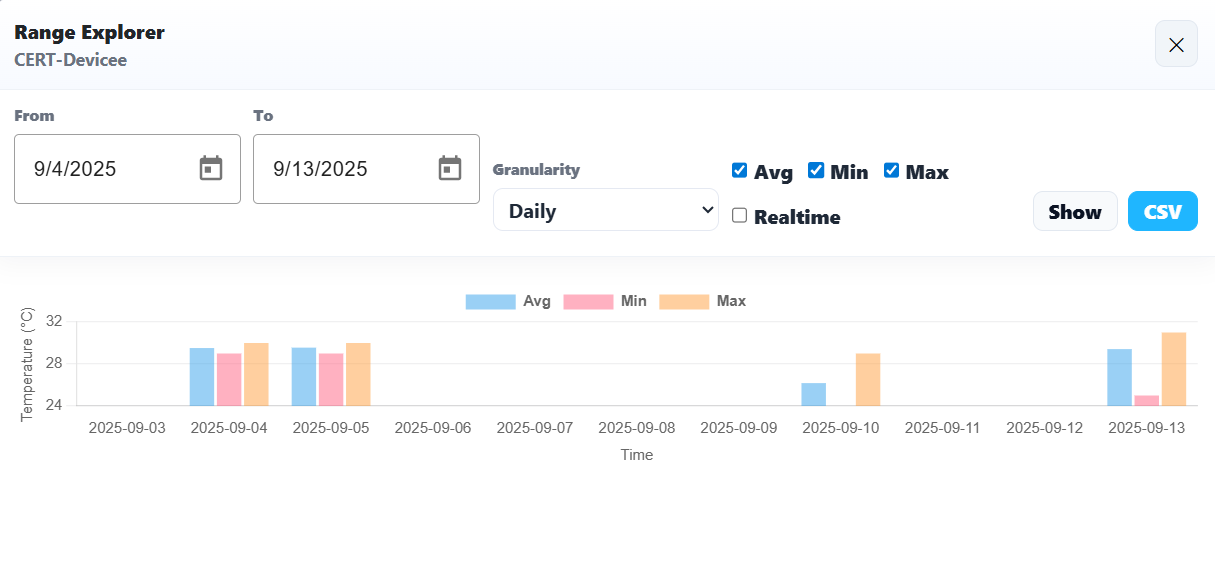 Range Explorer
CERT-Devicee
From
To
9/4/2025
9/13/2025
Granularity
Daily
Avg
Min
Max
Realtime
Show
CSV
Avg
Min
Max
Temperature (°C)
32
28
24
2025-09-03
2025-09-04
2025-09-05
2025-09-06
2025-09-07
2025-09-08
2025-09-09
2025-09-10
2025-09-11
2025-09-12
2025-09-13
Time